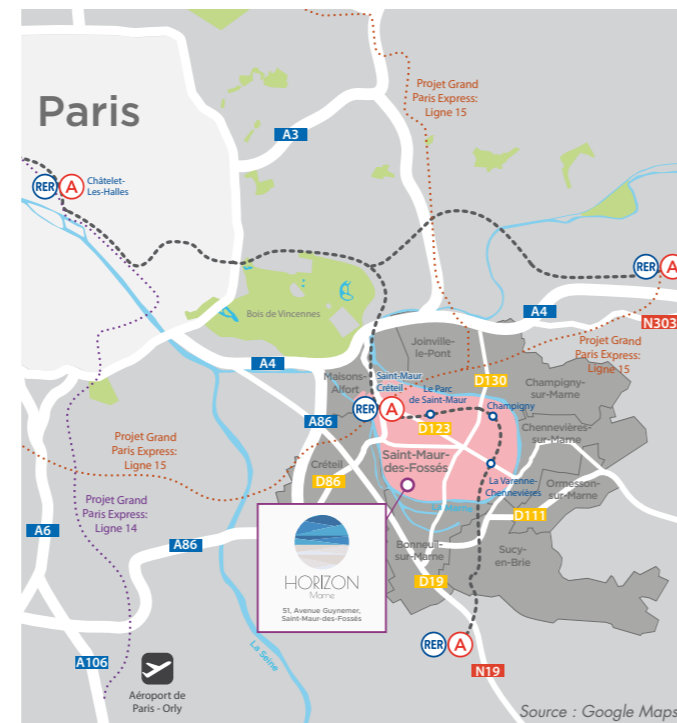 Paris
Projet Grand
Paris Express:
Ligne 15
A3
RER A
Châtelet-
Les-Halles
RER A
Bois de Vincennes
A4
N303
Joinville-
le-Pont
Projet Grand
Paris Express:
Ligne 15
A4
Maisons-
Alfort
Saint-Maur
Créteil
Le Parc
de Saint-Maur
D130
Champigny-
sur-Marne
RER A
Champigny
A86
D123
Chennevières-
sur-Marne
Projet Grand
Paris Express:
Ligne 15
Créteil
Saint-Maur-
des-Fossés
D86
La Varenne-
Chennevières
Ormesson-
sur-Marne
Projet Grand
Paris Express:
Ligne 14
La Marne
D111
A6
A86
HORIZON
Marne
51, Avenue Guynemer,
Saint-Maur-des-Fossés
Bonneuil-
sur-Marne
Sucy-
en-Brie
D19
La Seine
RER A
A106
N19
Aéroport de
Paris - Orly
Source : Google Maps